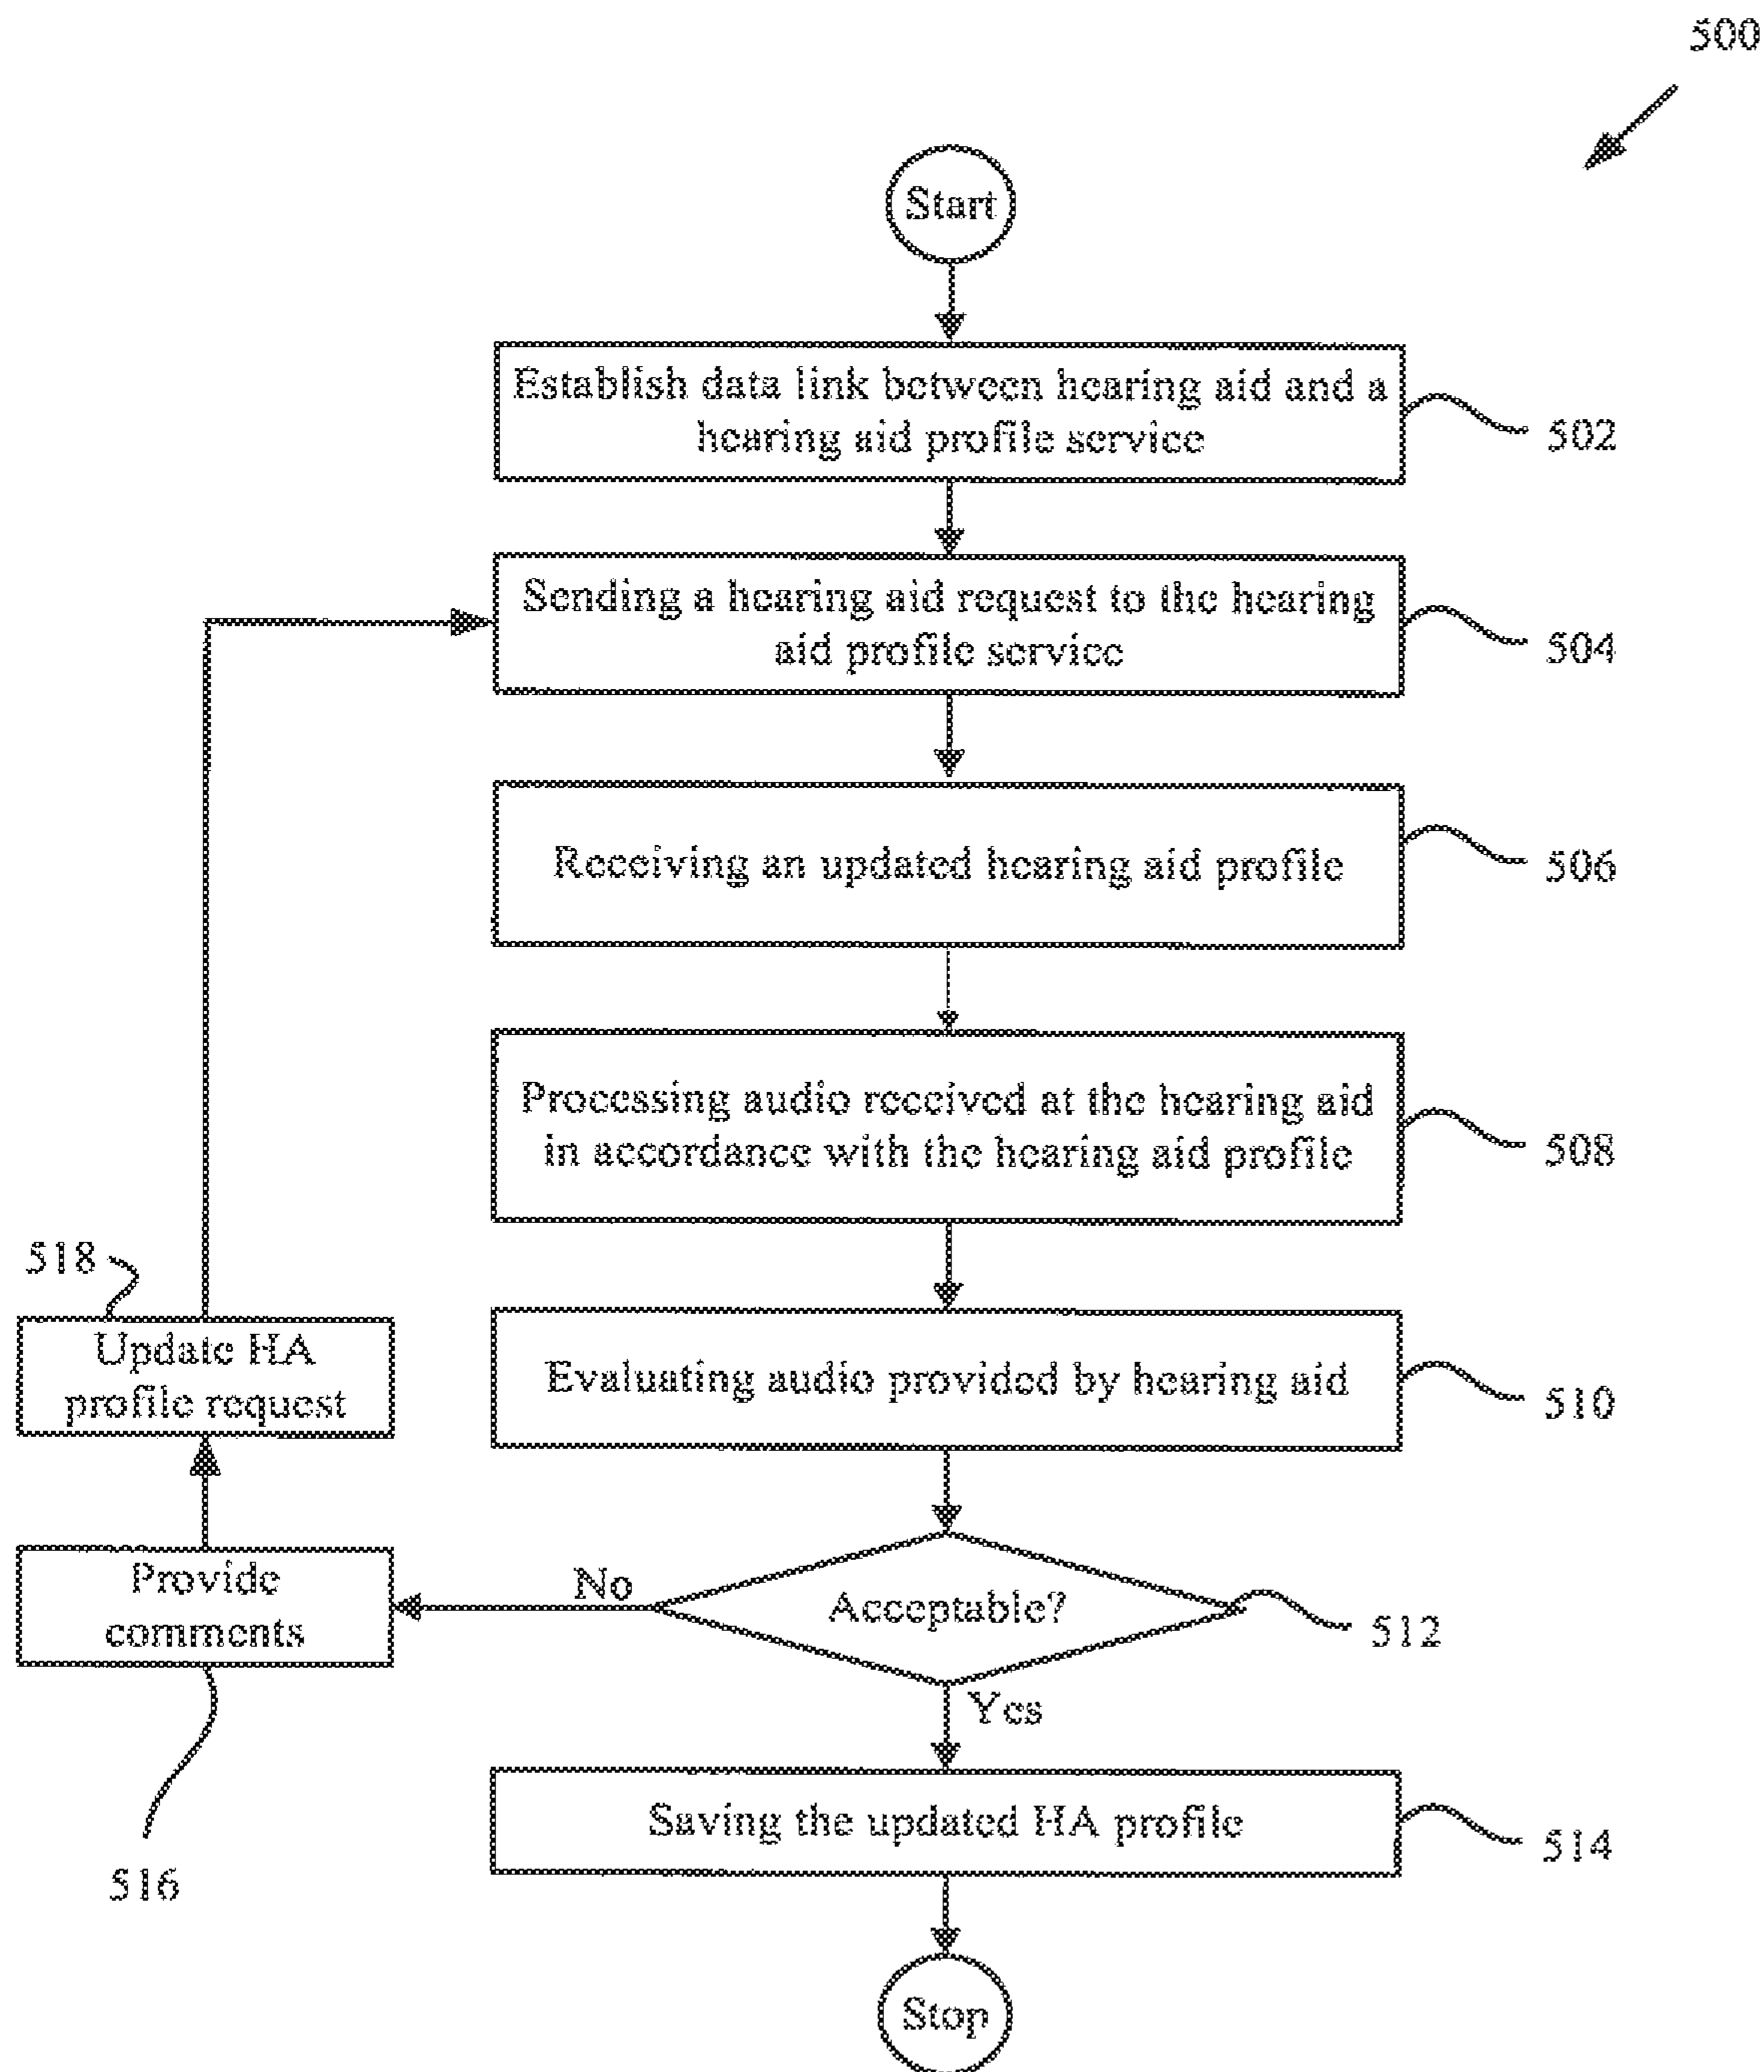 500
Start
Establish data link between hearing aid and a
hearing aid profile service
502
Sending a hearing aid request to the hearing
aid profile service
504
Receiving an updated hearing aid profile
506
Processing audio received at the hearing aid
in accordance with the hearing aid profile
508
518
Update HA
profile request
Evaluating audio provided by hearing aid
510
Provide
comments
516
No
Acceptable?
512
Yes
Saving the updated HA profile
514
Stop